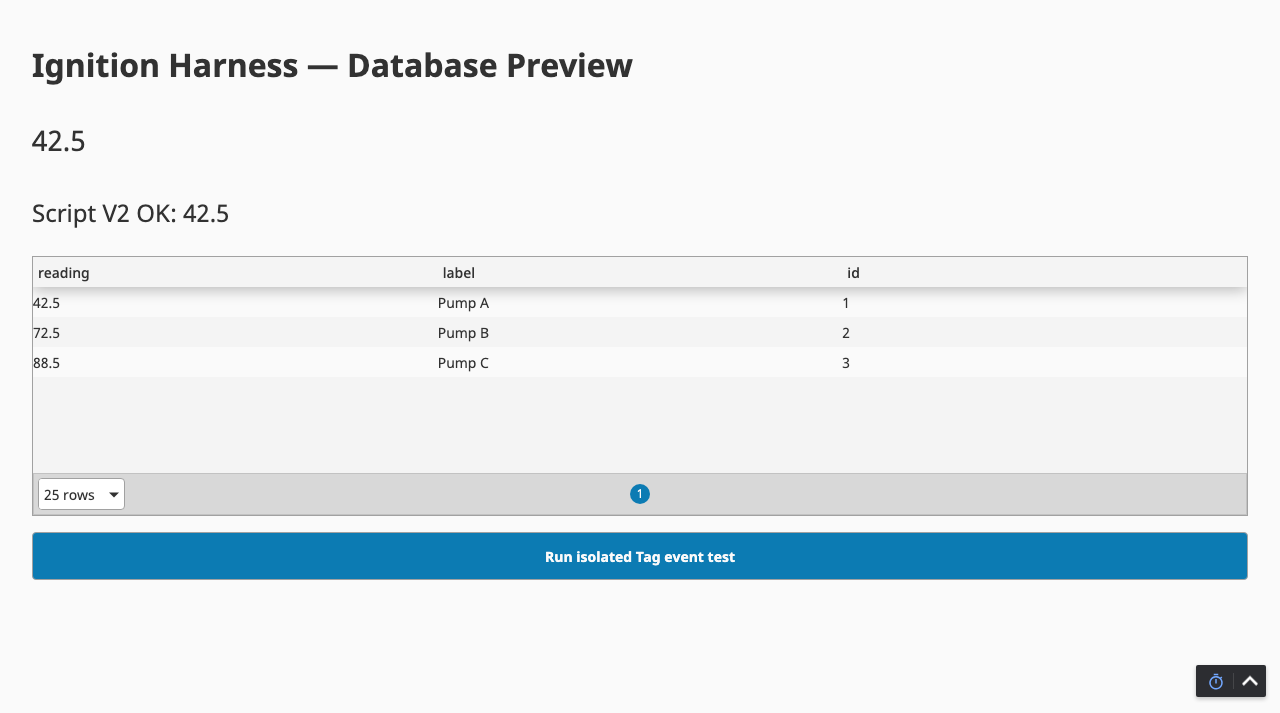 Ignition Harness — Database Preview
42.5
Script V2 OK: 42.5
reading label id
42.5 Pump A 1
72.5 Pump B 2
88.5 Pump C 3
25 rows 1
Run isolated Tag event test